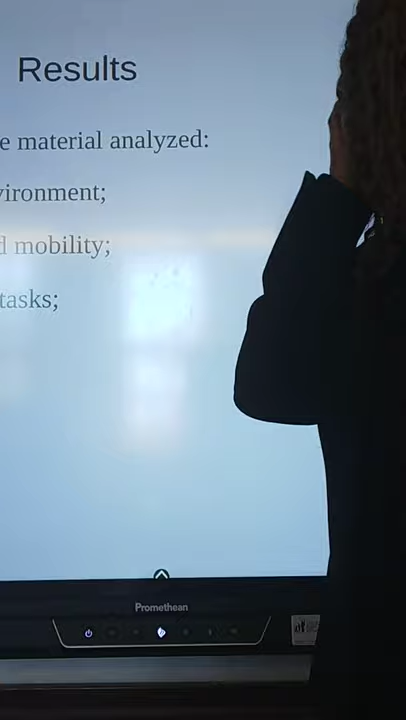 Results
e material analyzed:
vironment;
d mobility;
tasks;
Promethean